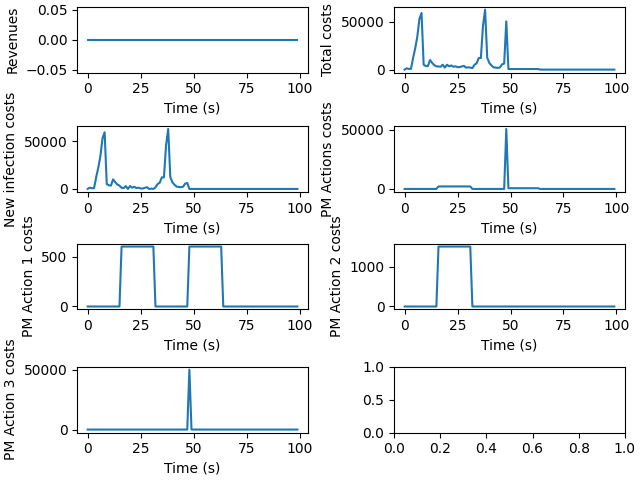 Revenues
0.05
0.00
−0.05
0 25 50 75 100
Time (s)
Total costs
50000
0
0 25 50 75 100
Time (s)
New infection costs
50000
0
0 25 50 75 100
Time (s)
PM Actions costs
50000
0
0 25 50 75 100
Time (s)
PM Action 1 costs
500
0
0 25 50 75 100
Time (s)
PM Action 2 costs
1000
0
0 25 50 75 100
Time (s)
PM Action 3 costs
50000
0
0 25 50 75 100
Time (s)
1.0
0.5
0.0
0.0 0.2 0.4 0.6 0.8 1.0